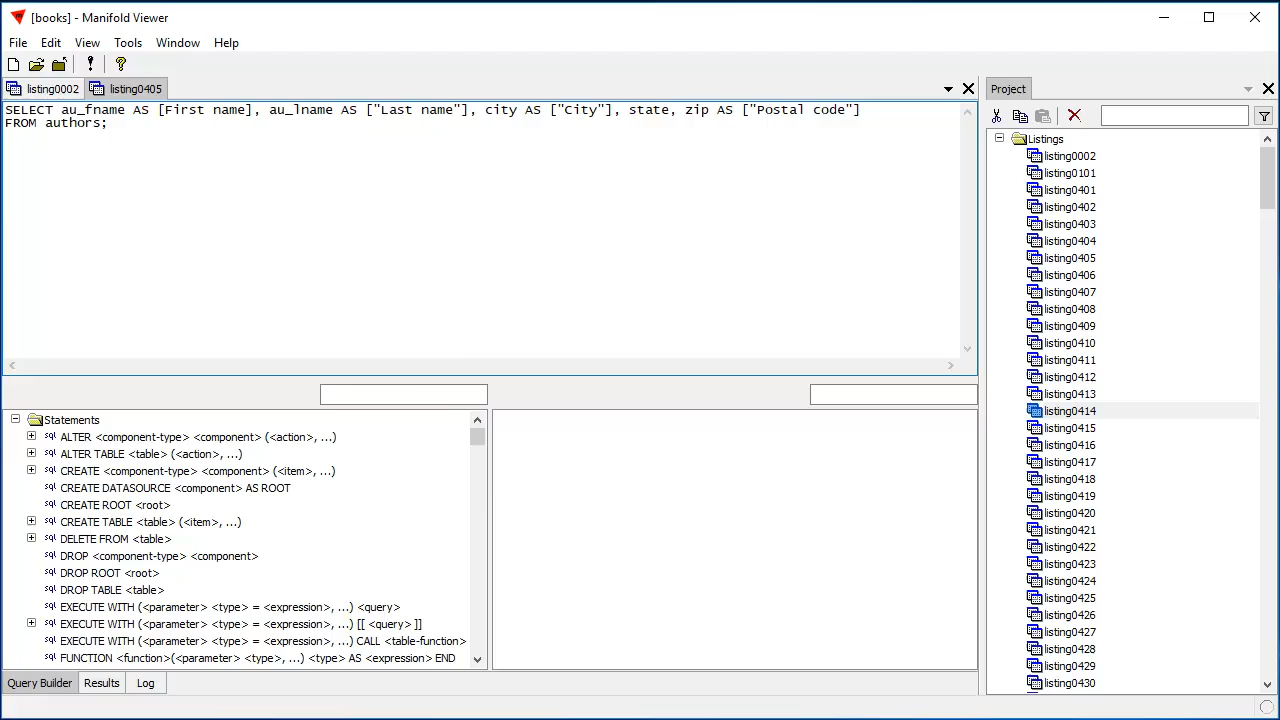 [books] - Manifold Viewer
File Edit View Tools Window Help
listing0002 listing0405
SELECT au_fname AS [First name], au_lname AS ["Last name"], city AS ["City"], state, zip AS ["Postal code"]
FROM authors;
Statements
ALTER <component-type> <component> (<action>, ...)
ALTER TABLE <table> (<action>, ...)
CREATE <component-type> <component> (<item>, ...)
CREATE DATASOURCE <component> AS ROOT
CREATE ROOT <root>
CREATE TABLE <table> (<item>, ...)
DELETE FROM <table>
DROP <component-type> <component>
DROP ROOT <root>
DROP TABLE <table>
EXECUTE WITH (<parameter> <type> = <expression>, ...) <query>
EXECUTE WITH (<parameter> <type> = <expression>, ...) [[ <query> ]]
EXECUTE WITH (<parameter> <type> = <expression>, ...) CALL <table-function>
FUNCTION <function>(<parameter> <type>, ...) <type> AS <expression> END
Query Builder Results Log
Project
Listings
listing0002
listing0101
listing0401
listing0402
listing0403
listing0404
listing0405
listing0406
listing0407
listing0408
listing0409
listing0410
listing0411
listing0412
listing0413
listing0414
listing0415
listing0416
listing0417
listing0418
listing0419
listing0420
listing0421
listing0422
listing0423
listing0424
listing0425
listing0426
listing0427
listing0428
listing0429
listing0430